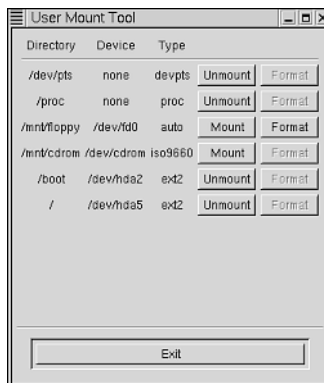 User Mount Tool
Directory Device Type
/dev/pts none devpts Unmount Format
/proc none proc Unmount Format
/mnt/floppy /dev/fd0 auto Mount Format
/mnt/cdrom /dev/cdrom iso9660 Mount Format
/boot /dev/hda2 ext2 Unmount Format
/ /dev/hda5 ext2 Unmount Format
Exit